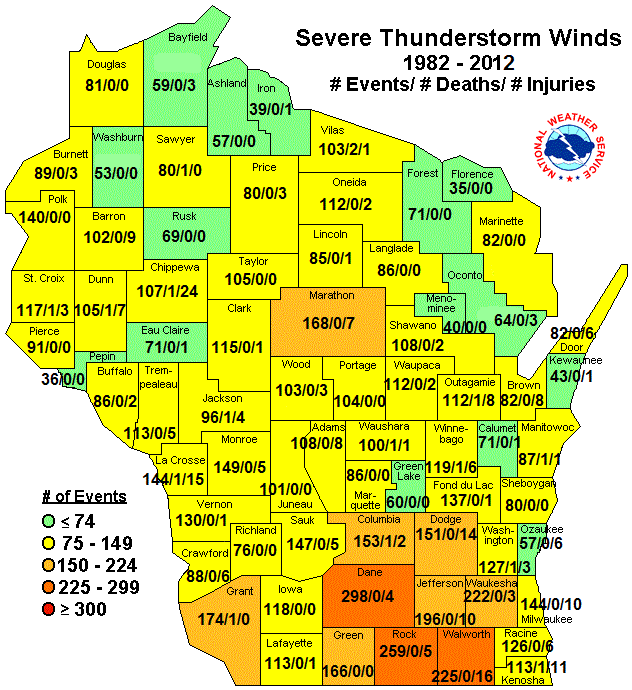 Severe Thunderstorm Winds
1982 - 2012
# Events/ # Deaths/ # Injuries
NATIONAL WEATHER SERVICE
Douglas
81/0/0
Bayfield
59/0/3
Ashland
57/0/0
Iron
39/0/1
Vilas
103/2/1
Burnett
89/0/3
Washburn
53/0/0
Sawyer
80/1/0
Price
80/0/3
Oneida
112/0/2
Forest
71/0/0
Florence
35/0/0
Marinette
82/0/0
Polk
140/0/0
Barron
102/0/9
Rusk
69/0/0
Lincoln
85/0/1
Langlade
86/0/0
Oconto
64/0/3
Taylor
105/0/0
Chippewa
107/1/24
St. Croix
117/1/3
Dunn
105/1/7
Marathon
168/0/7
Meno-
minee
40/0/0
Shawano
108/0/2
Clark
115/0/1
Pierce
91/0/0
Eau Claire
71/0/1
Pepin
36/0/0
Door
82/0/6
Kewaunee
43/0/1
Buffalo
86/0/2
Trem-
pealeau
113/0/5
Jackson
96/1/4
Wood
103/0/3
Portage
104/0/0
Waupaca
112/0/2
Outagamie
112/1/8
Brown
82/0/8
Adams
108/0/8
Waushara
100/1/1
Winne-
bago
119/1/6
Calumet
71/0/1
Manitowoc
87/1/1
La Crosse
144/1/15
Monroe
149/0/5
Juneau
101/0/0
Mar-
quette
86/0/0
Green
Lake
60/0/0
Fond du Lac
137/0/1
Sheboygan
80/0/0
# of Events
≤ 74
75 - 149
150 - 224
225 - 299
≥ 300
Vernon
130/0/1
Richland
76/0/0
Sauk
147/0/5
Columbia
153/1/2
Dodge
151/0/14
Wash-
ington
127/1/3
Ozaukee
57/0/6
Crawford
88/0/6
Grant
174/1/0
Iowa
118/0/0
Dane
298/0/4
Jefferson
196/0/10
Waukesha
222/0/3
144/0/10
Milwaukee
Lafayette
113/0/1
Green
166/0/0
Rock
259/0/5
Walworth
225/0/16
Racine
126/0/6
113/1/11
Kenosha